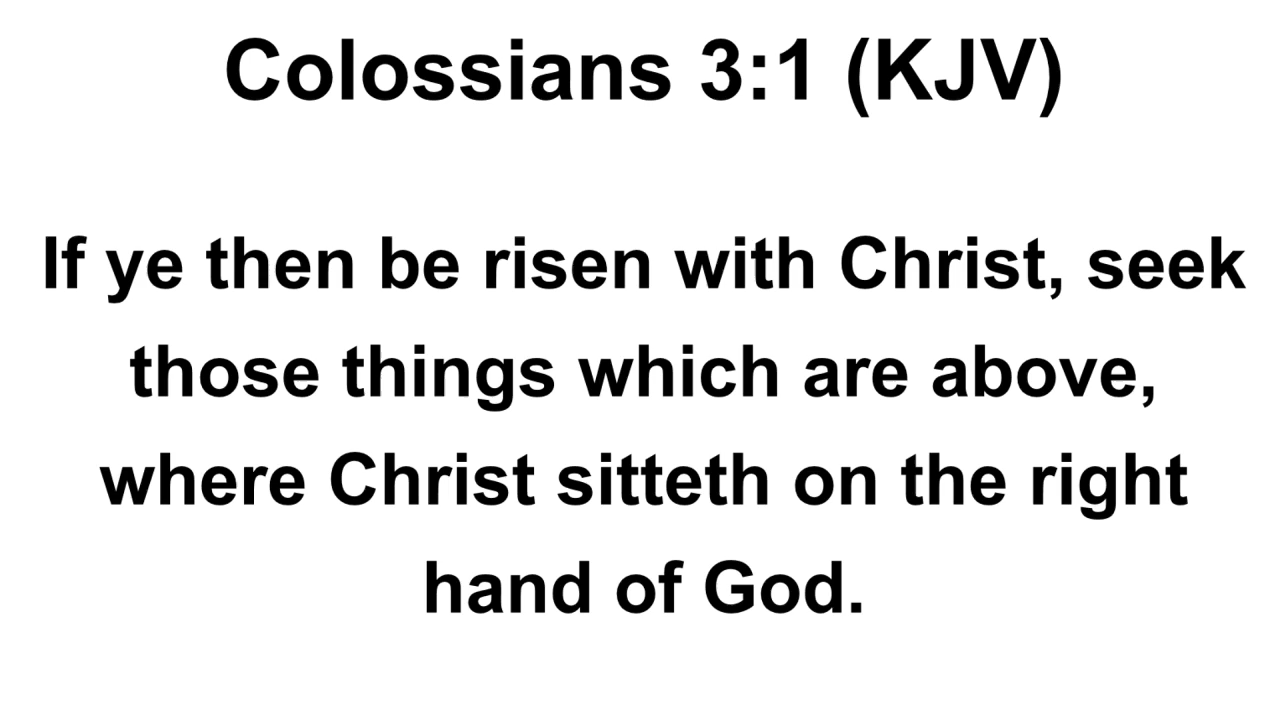 Colossians 3:1 (KJV)
If ye then be risen with Christ, seek
those things which are above,
where Christ sitteth on the right
hand of God.